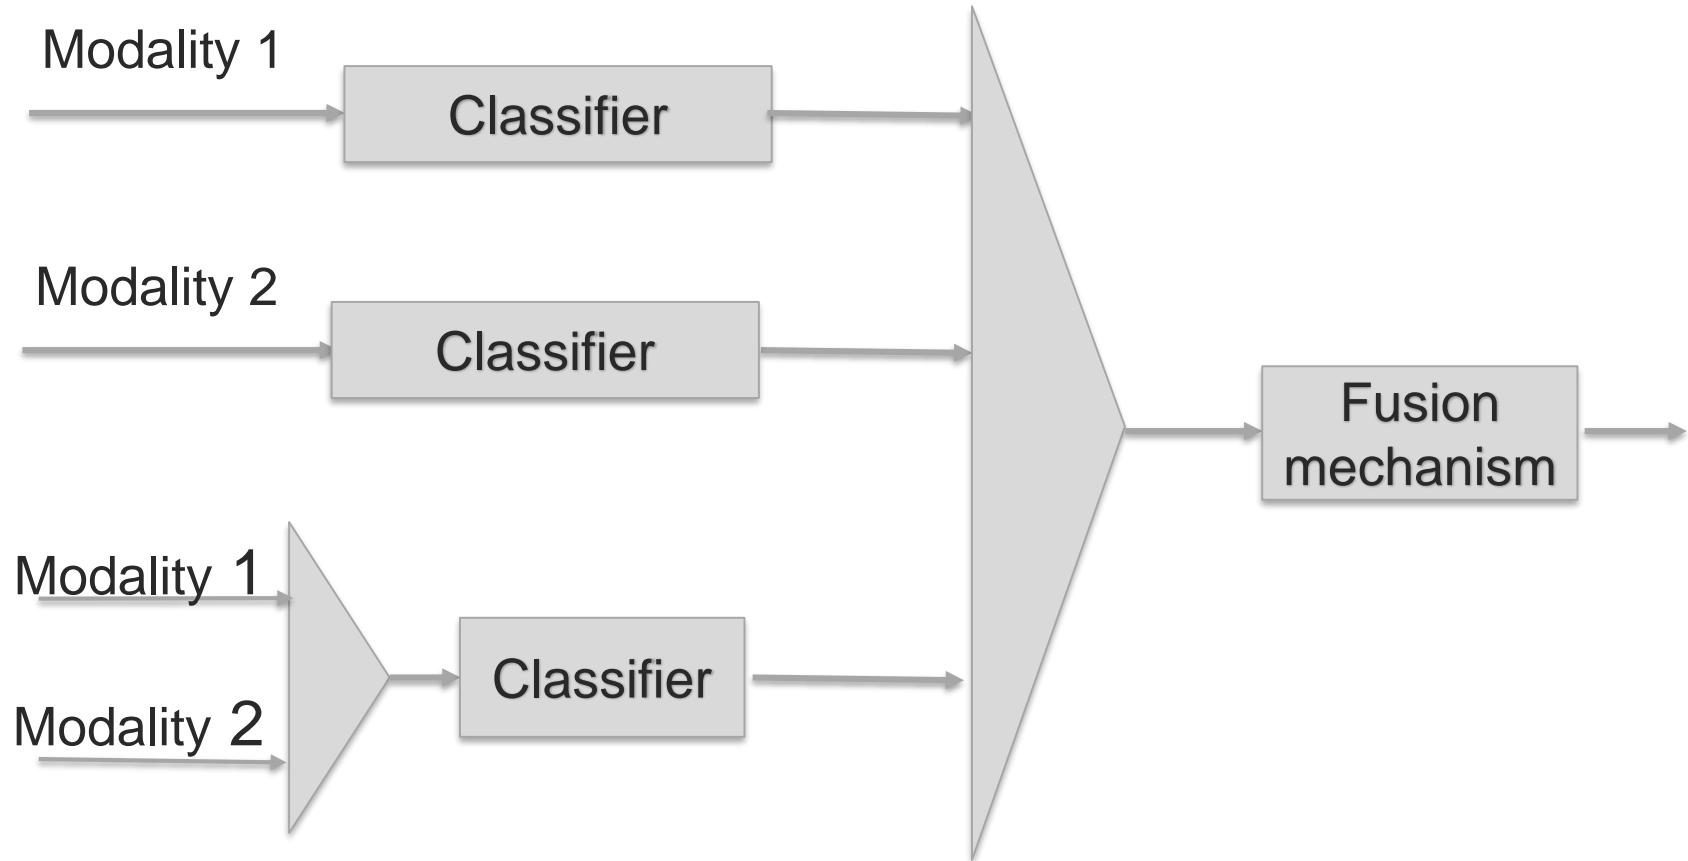 Modality 1
Classifier
Modality 2
Classifier
Fusion
mechanism
Modality 1
Classifier
Modality 2